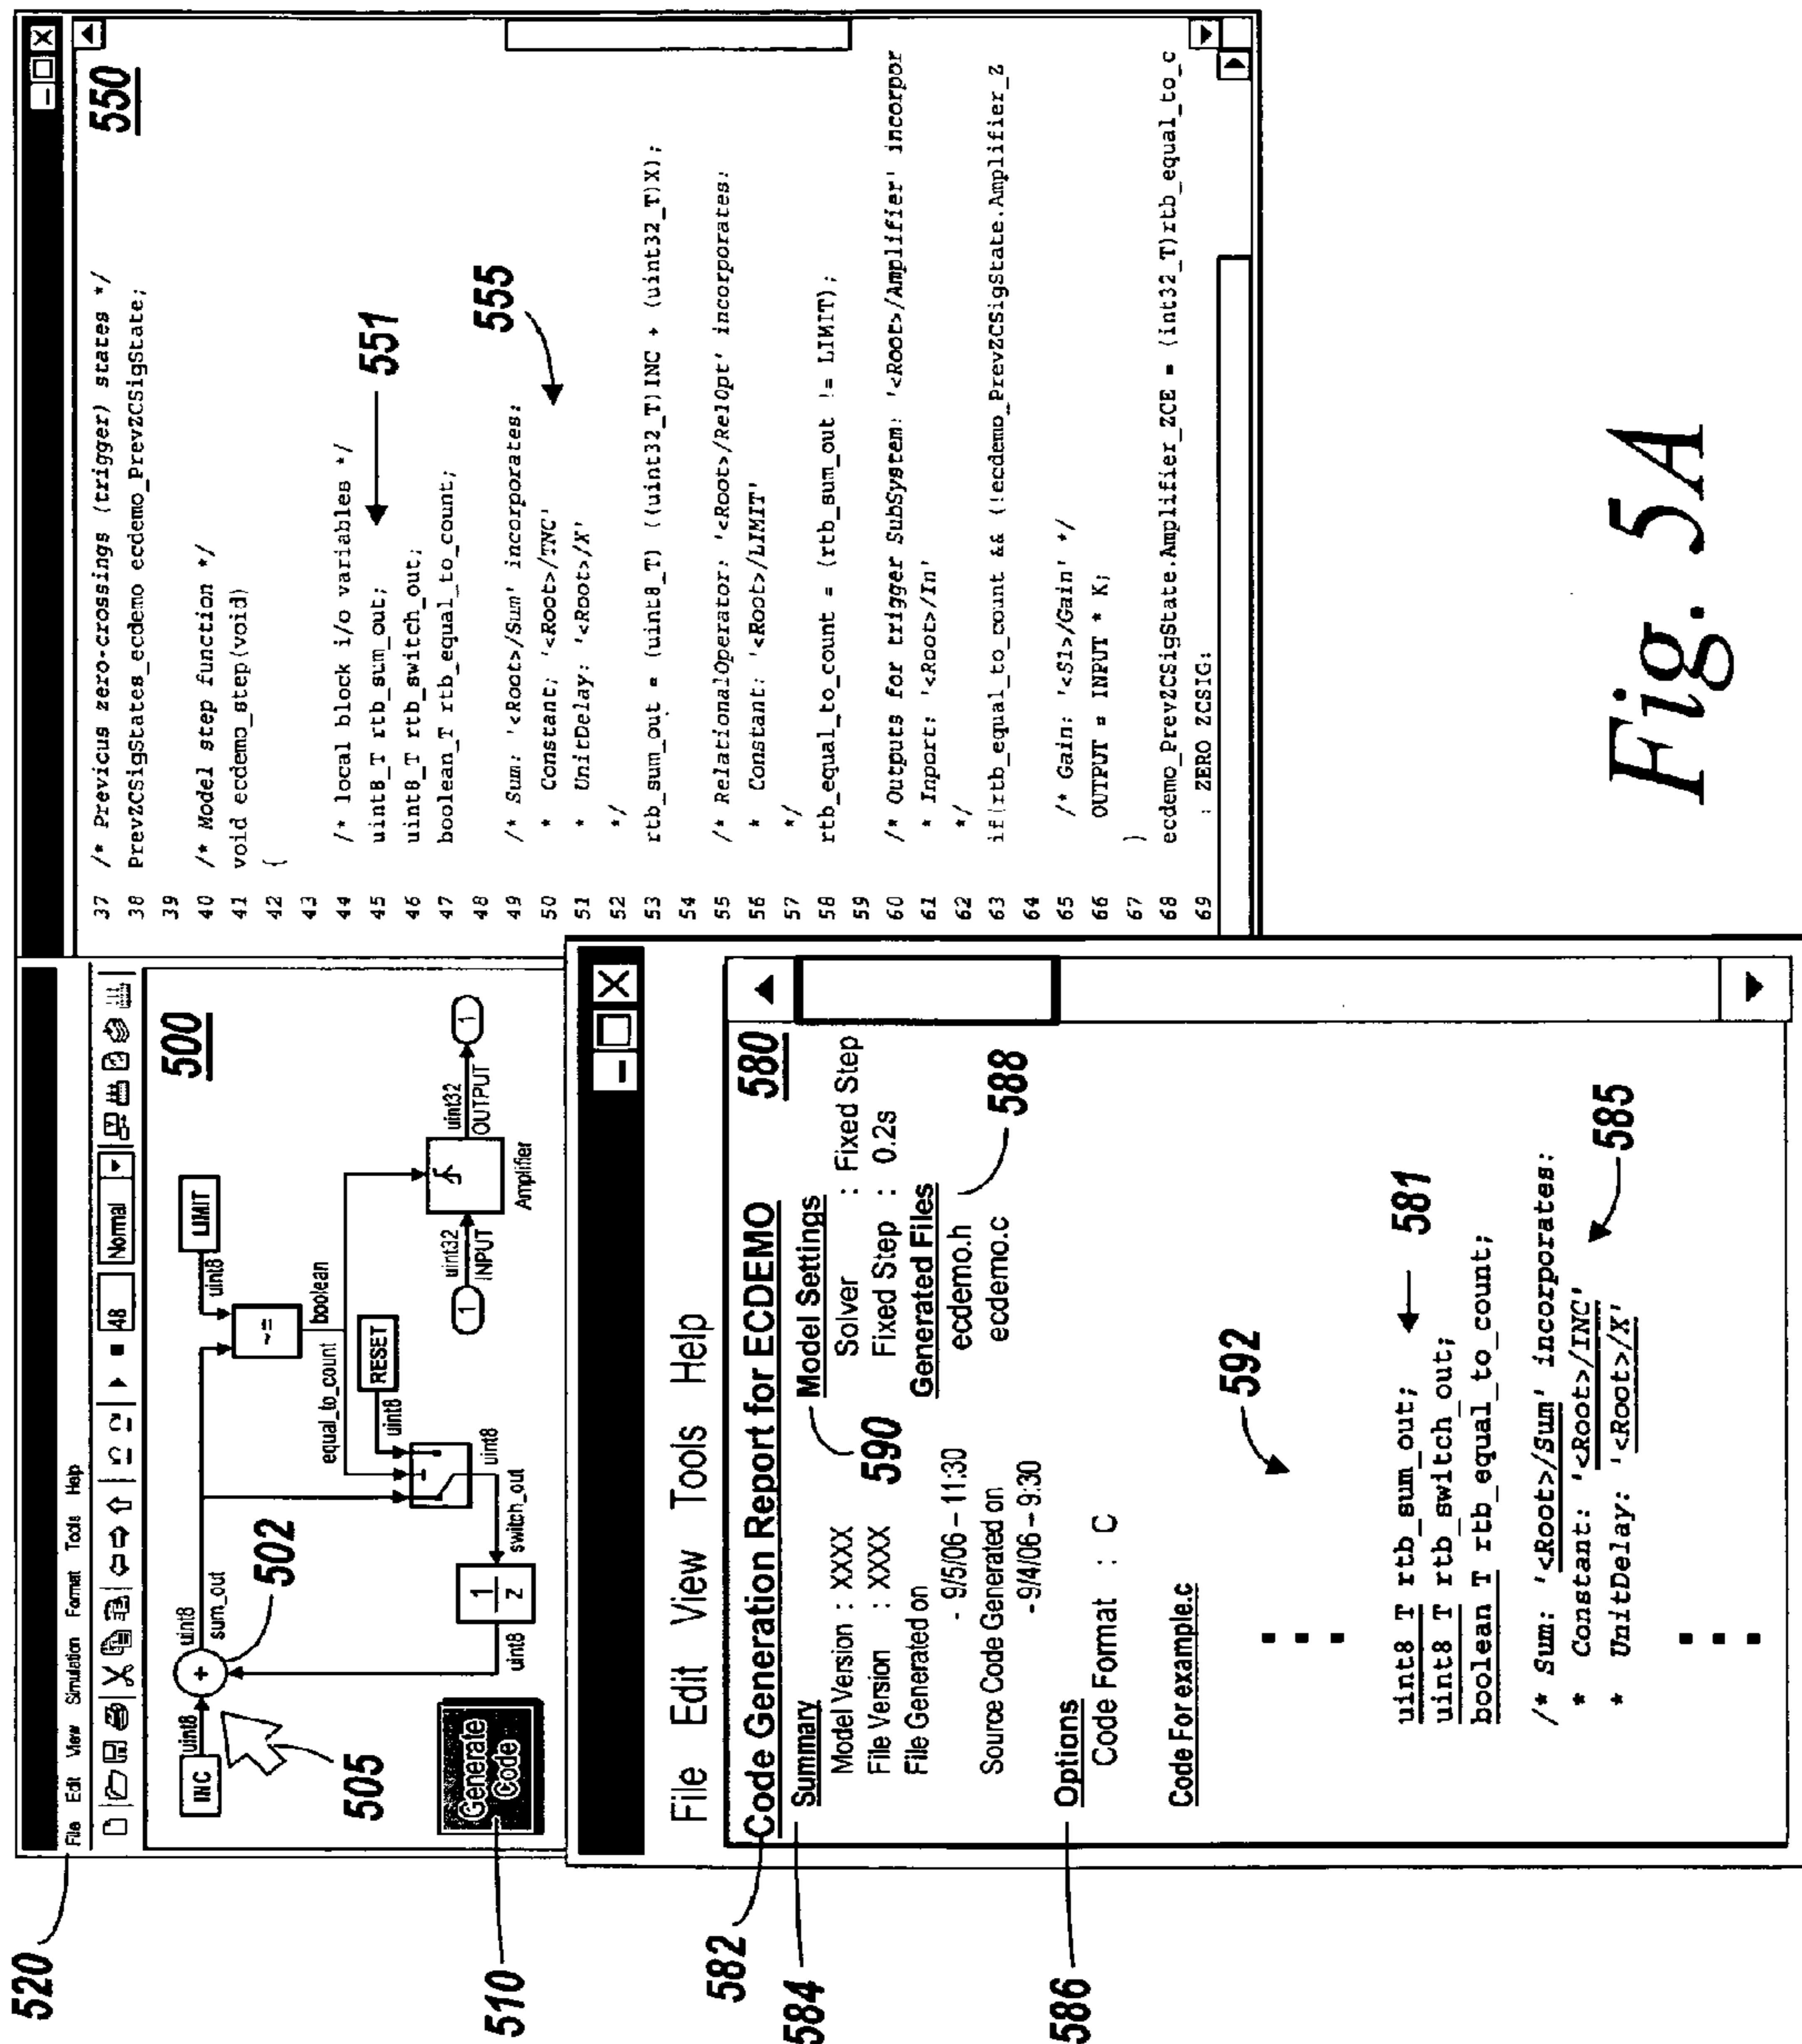 520
File Edit View Simulation Format Tools Help
48 Normal
500
INC
uint8
+
uint8
sum_out
502
505
LIMIT
uint8
~=
boolean
equal_to_count
RESET
uint8
uint8
switch_out
1
z
uint8
1
uint32
INPUT
uint32
OUTPUT
1
Amplifier
Generate
Code
510
550
37 /* Previcus zero-crossings (trigger) states */
38 PrevZCSigStates_ecdemo ecdemo_PrevZCSigState;
39
40 /* Model step function */
41 void ecdemo_step(void)
42 {
43
44 /* local block i/o variables */
45 uint8_T rtb_sum_out;
46 uint8_T rtb_switch_out;
47 boolean_T rtb_equal_to_count;
48
49 /* Sum: '<Root>/Sum' incorporates:
50 * Constant; '<Root>/TNC'
51 * UnitDelay: '<Root>/X'
52 */
53 rtb_sum_out = (uint8_T) ((uint32_T)INC + (uint32_T)X);
54
55 /* RelationalOperator: '<Root>/RelOpt' incorporates:
56 * Constant: '<Root>/LIMIT'
57 */
58 rtb_equal_to_count = (rtb_sum_out != LIMIT);
59
60 /* Outputs for trigger SubSystem: '<Root>/Amplifier' incorpor
61 * Inport: '<Root>/In'
62 */
63 if(rtb_equal_to_count && (!ecdemo_PrevZCSigState.Amplifier_Z
64
65 /* Gain: '<S1>/Gain' */
66 OUTPUT = INPUT * K;
67 }
68 ecdemo_PrevZCSigState.Amplifier_ZCE = (int32_T)rtb_equal_to_c
69 : ZERO ZCSIG:
551
555
File Edit View Tools Help
580
582
Code Generation Report for ECDEMO
584
Summary
Model Version : XXXX
File Version : XXXX
File Generated on
- 9/5/06 – 11:30
Source Code Generated on
- 9/4/06 – 9:30
590
Model Settings
Solver : Fixed Step
Fixed Step : 0.2s
Generated Files
ecdemo.h
ecdemo.c
588
586
Options
Code Format : C
Code For example.c
592
uint8 T rtb_sum_out;
uint8 T rtb_switch_out;
boolean T rtb_equal_to_count;
581
/* Sum: '<Root>/Sum' incorporates:
* Constant: '<Root>/INC'
* UnitDelay: '<Root>/X'
585
Fig. 5A